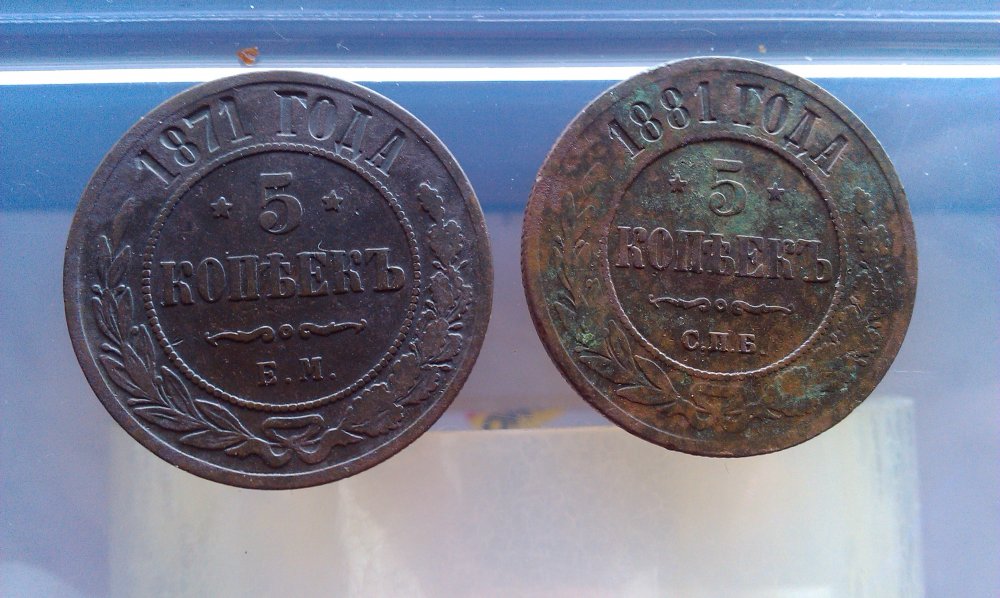 1871 ГОДА
5
КОПѢЕКЪ
Е.М.
1881 ГОДА
5
КОПѢЕКЪ
С.П.Б.